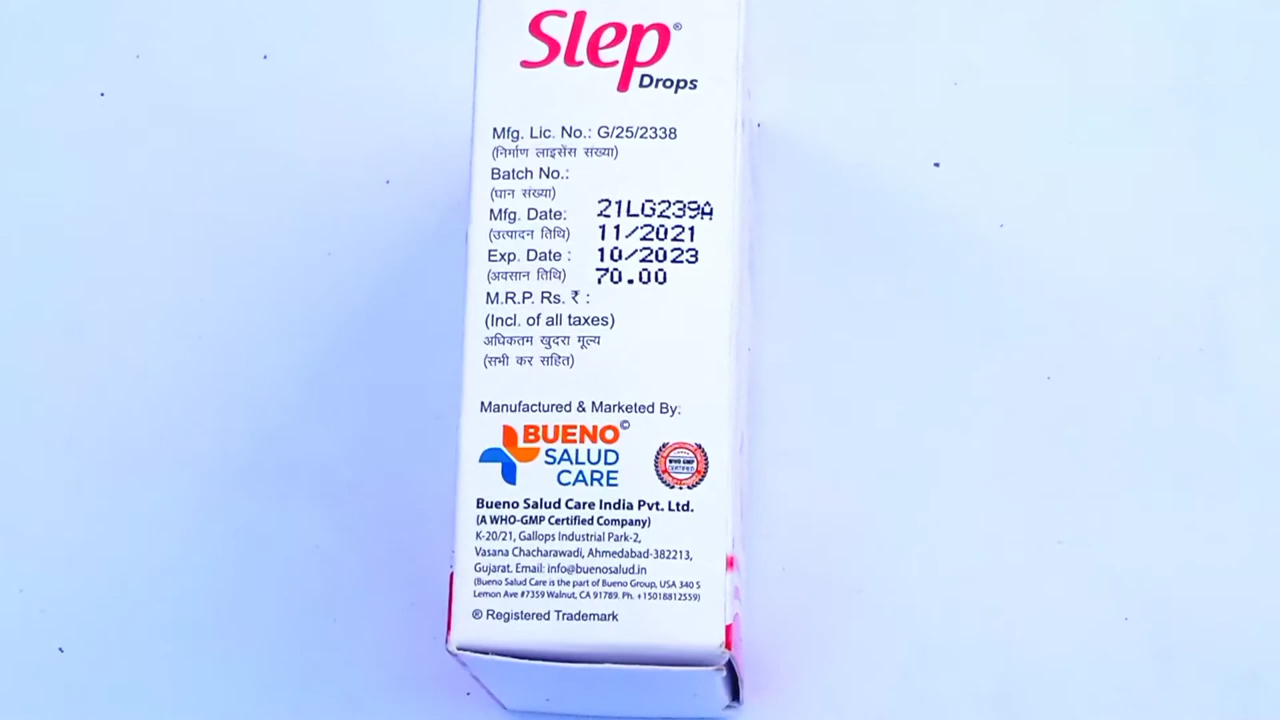 Slep®
Drops
Mfg. Lic. No.: G/25/2338
(निर्माण लाइसेंस संख्या)
Batch No.:
(घान संख्या)
21LG239A
Mfg. Date:
(उत्पादन तिथि) 11/2021
Exp. Date : 10/2023
(अवसान तिथि) 70.00
M.R.P. Rs. ₹ :
(Incl. of all taxes)
अधिकतम खुदरा मूल्य
(सभी कर सहित)
Manufactured & Marketed By:
BUENO©
SALUD
CARE
WHO GMP
CERTIFIED
Bueno Salud Care India Pvt. Ltd.
(A WHO-GMP Certified Company)
K-20/21, Gallops Industrial Park-2,
Vasana Chacharawadi, Ahmedabad-382213,
Gujarat. Email: info@buenosalud.in
(Bueno Salud Care is the part of Bueno Group, USA 340 S
Lemon Ave #7359 Walnut, CA 91789. Ph. +15018812559)
® Registered Trademark